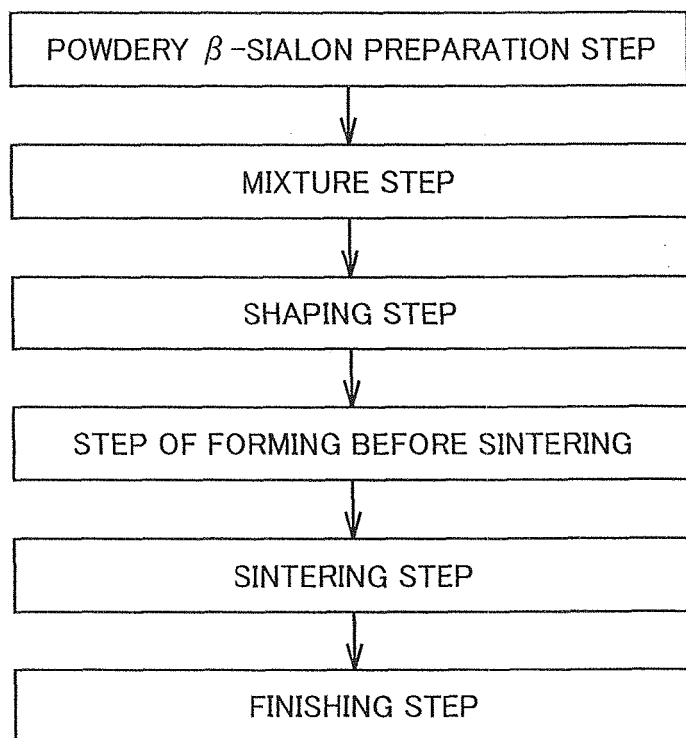 POWDERY β-SIALON PREPARATION STEP
MIXTURE STEP
SHAPING STEP
STEP OF FORMING BEFORE SINTERING
SINTERING STEP
FINISHING STEP